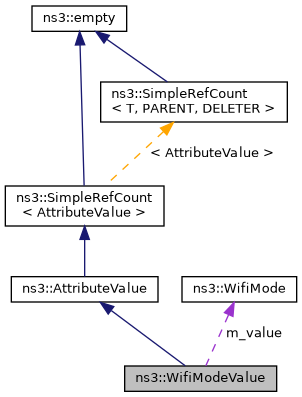 ns3::empty
ns3::SimpleRefCount
< T, PARENT, DELETER >
< AttributeValue >
ns3::SimpleRefCount
< AttributeValue >
ns3::AttributeValue
ns3::WifiMode
m_value
ns3::WifiModeValue